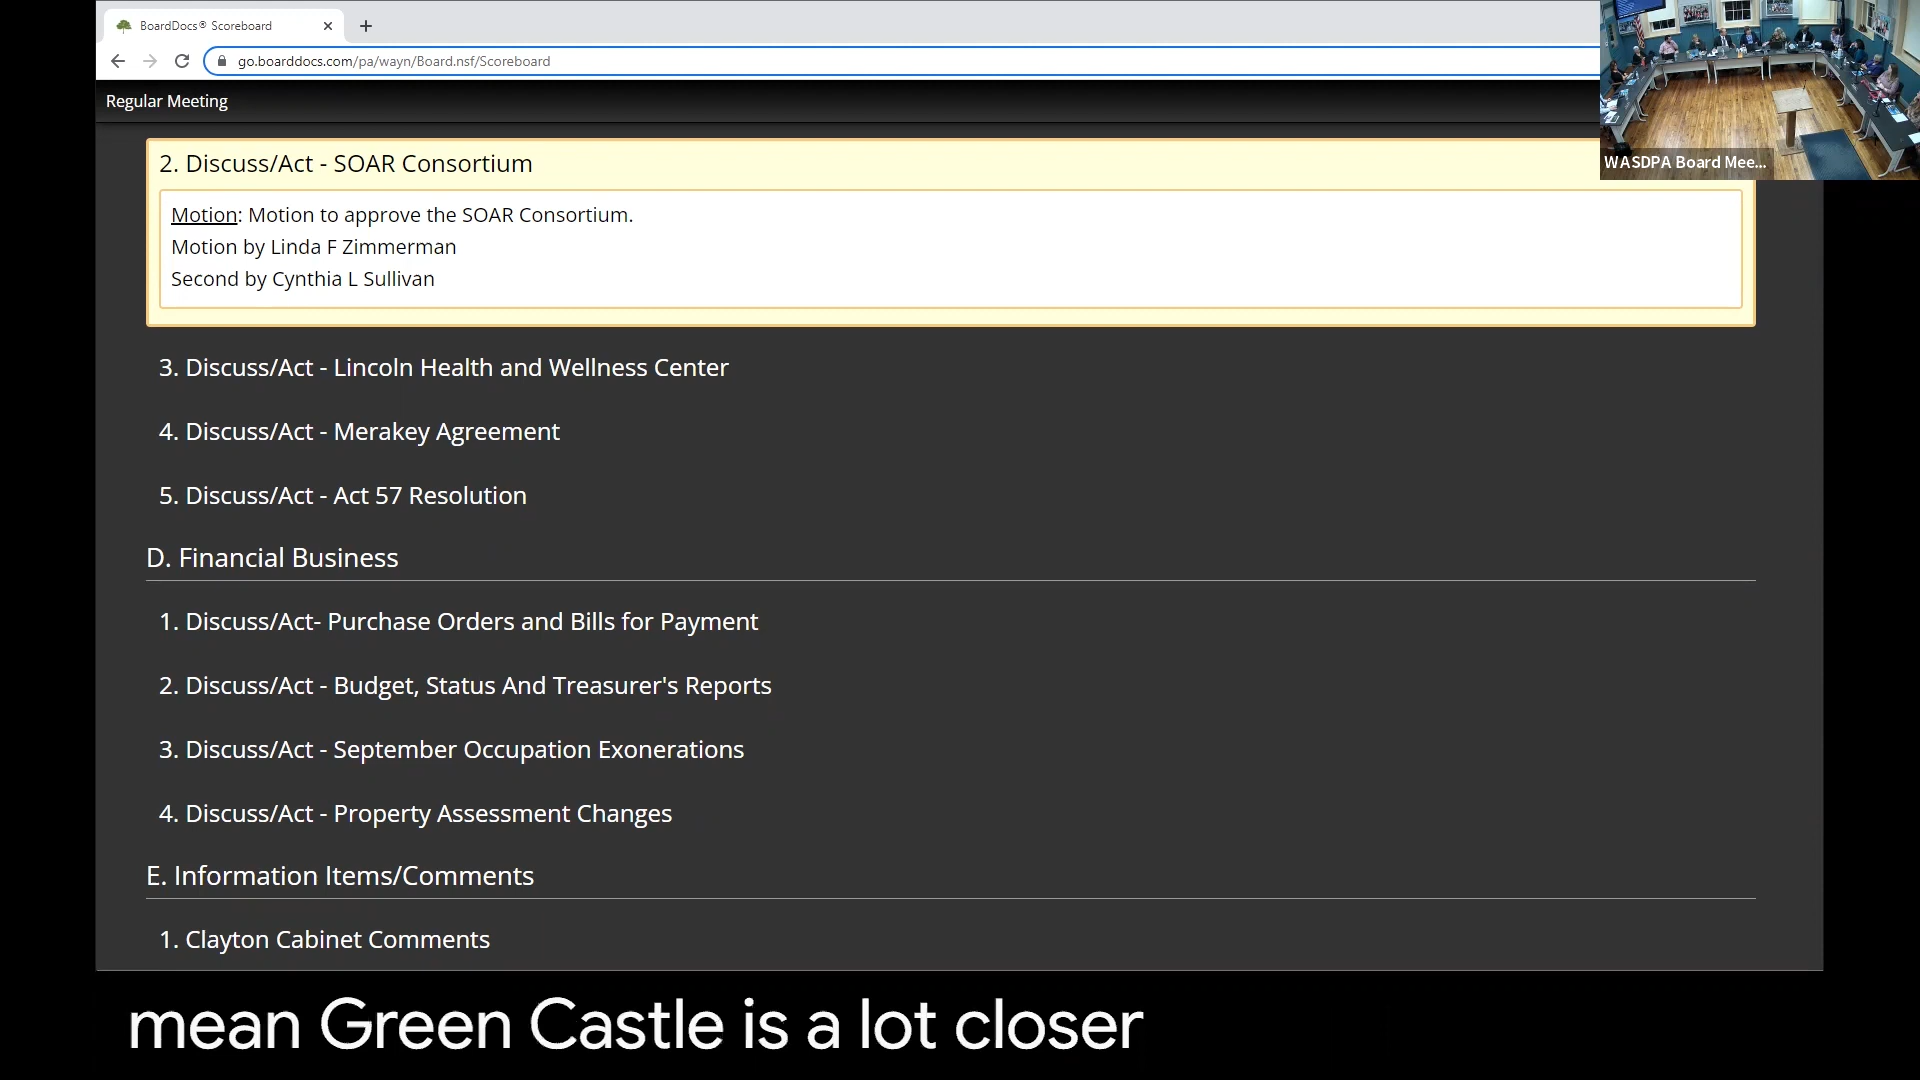 BoardDocs® Scoreboard
go.boarddocs.com/pa/wayn/Board.nsf/Scoreboard
Regular Meeting
WASDPA Board Mee...
2. Discuss/Act - SOAR Consortium
Motion: Motion to approve the SOAR Consortium.
Motion by Linda F Zimmerman
Second by Cynthia L Sullivan
3. Discuss/Act - Lincoln Health and Wellness Center
4. Discuss/Act - Merakey Agreement
5. Discuss/Act - Act 57 Resolution
D. Financial Business
1. Discuss/Act- Purchase Orders and Bills for Payment
2. Discuss/Act - Budget, Status And Treasurer's Reports
3. Discuss/Act - September Occupation Exonerations
4. Discuss/Act - Property Assessment Changes
E. Information Items/Comments
1. Clayton Cabinet Comments
mean Green Castle is a lot closer